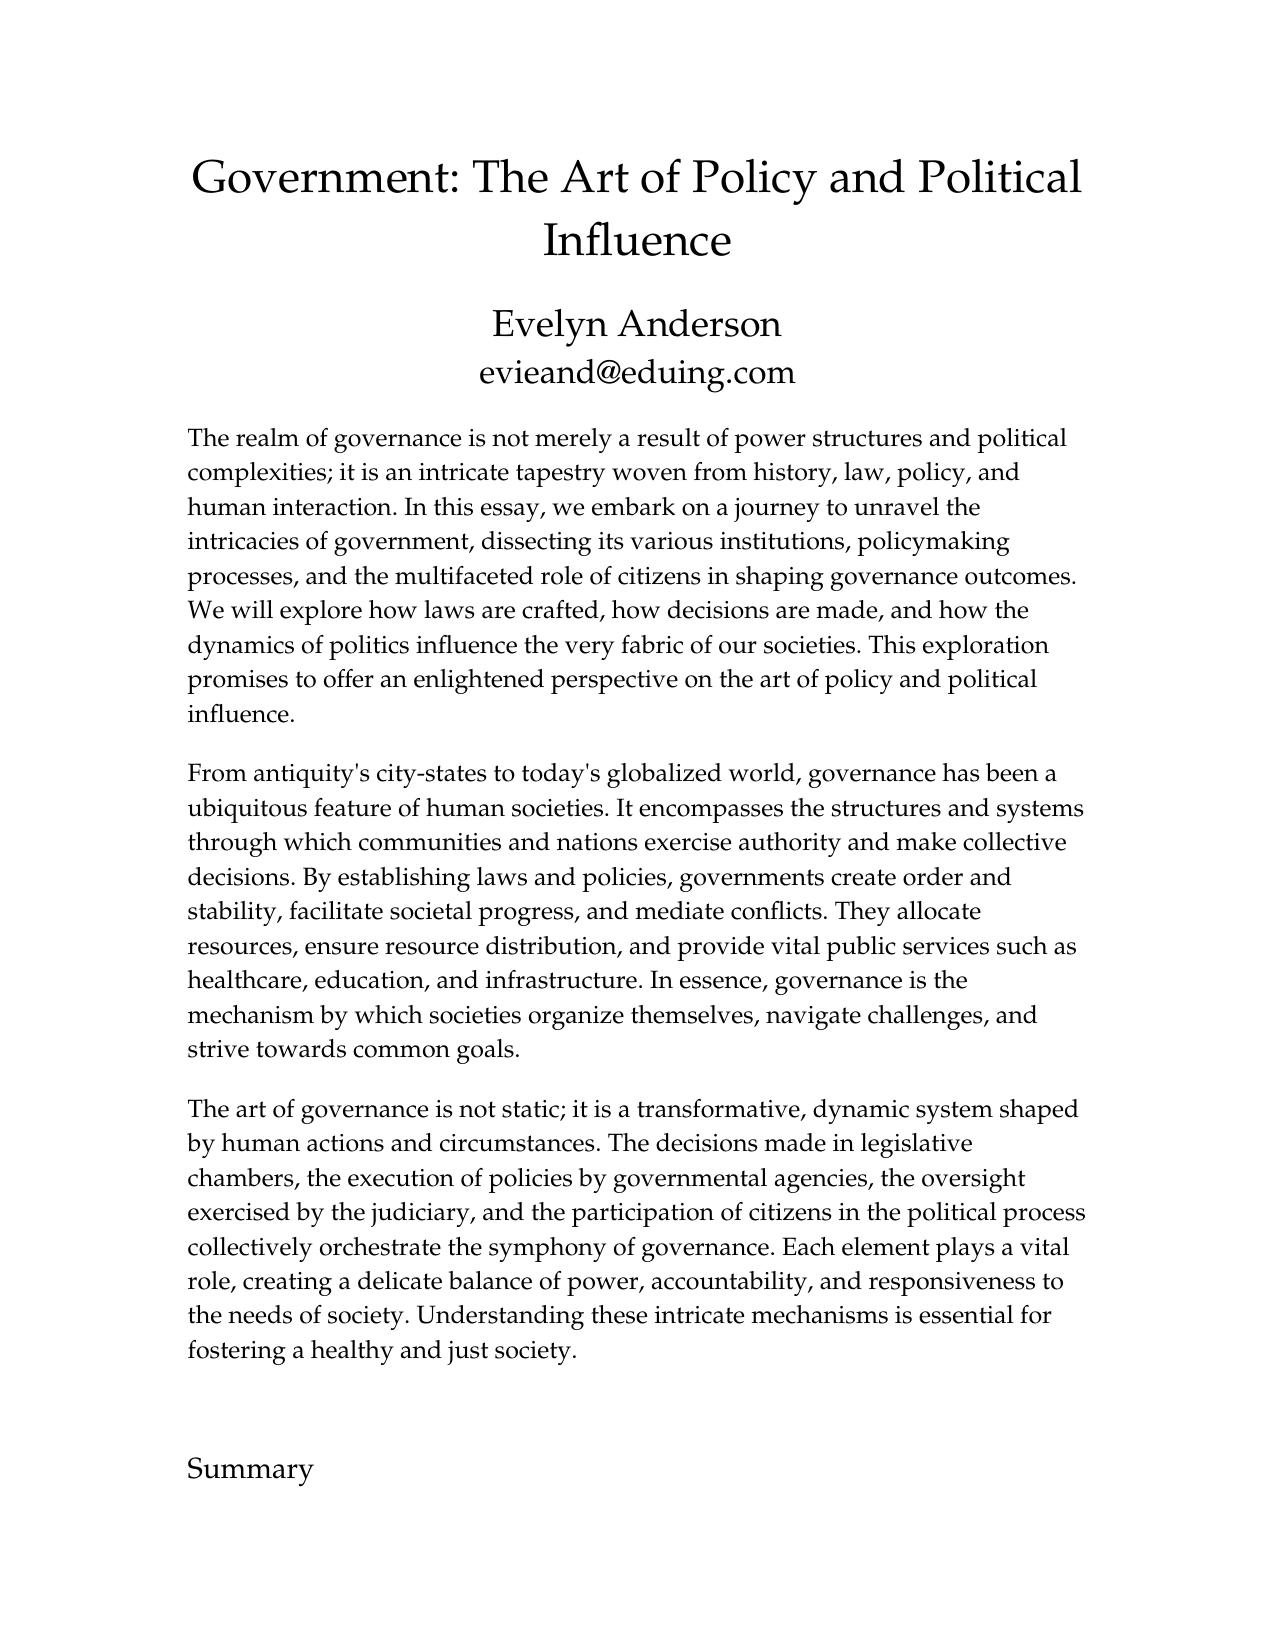 Government: The Art of Policy and Political
Influence
Evelyn Anderson
evieand@eduing.com
The realm of governance is not merely a result of power structures and political
complexities; it is an intricate tapestry woven from history, law, policy, and
human interaction. In this essay, we embark on a journey to unravel the
intricacies of government, dissecting its various institutions, policymaking
processes, and the multifaceted role of citizens in shaping governance outcomes.
We will explore how laws are crafted, how decisions are made, and how the
dynamics of politics influence the very fabric of our societies. This exploration
promises to offer an enlightened perspective on the art of policy and political
influence.
From antiquity's city-states to today's globalized world, governance has been a
ubiquitous feature of human societies. It encompasses the structures and systems
through which communities and nations exercise authority and make collective
decisions. By establishing laws and policies, governments create order and
stability, facilitate societal progress, and mediate conflicts. They allocate
resources, ensure resource distribution, and provide vital public services such as
healthcare, education, and infrastructure. In essence, governance is the
mechanism by which societies organize themselves, navigate challenges, and
strive towards common goals.
The art of governance is not static; it is a transformative, dynamic system shaped
by human actions and circumstances. The decisions made in legislative
chambers, the execution of policies by governmental agencies, the oversight
exercised by the judiciary, and the participation of citizens in the political process
collectively orchestrate the symphony of governance. Each element plays a vital
role, creating a delicate balance of power, accountability, and responsiveness to
the needs of society. Understanding these intricate mechanisms is essential for
fostering a healthy and just society.
Summary